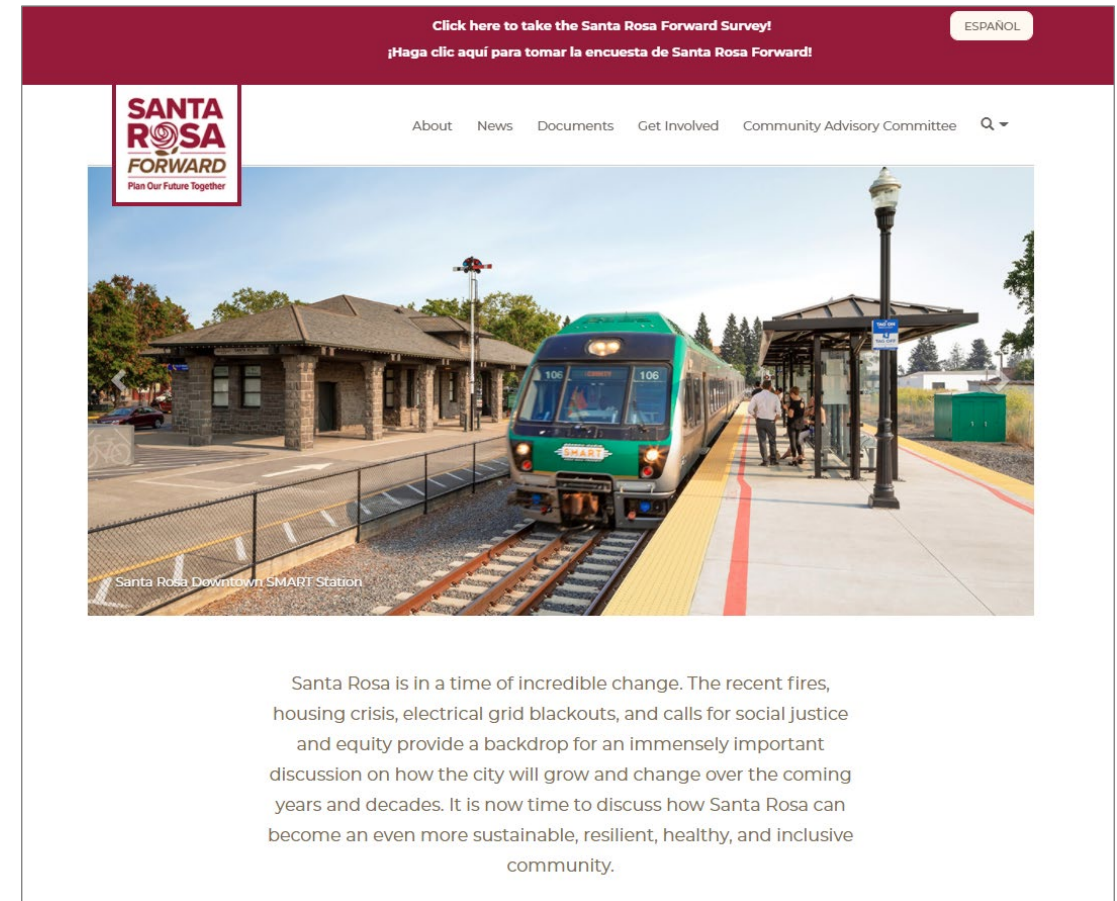 Click here to take the Santa Rosa Forward Survey!
ESPAÑOL
¡Haga clic aquí para tomar la encuesta de Santa Rosa Forward!
SANTA
ROSA
FORWARD
Plan Our Future Together
About News Documents Get Involved Community Advisory Committee
106
106
SMART
Santa Rosa Downtown SMART Station
Santa Rosa is in a time of incredible change. The recent fires,
housing crisis, electrical grid blackouts, and calls for social justice
and equity provide a backdrop for an immensely important
discussion on how the city will grow and change over the coming
years and decades. It is now time to discuss how Santa Rosa can
become an even more sustainable, resilient, healthy, and inclusive
community.